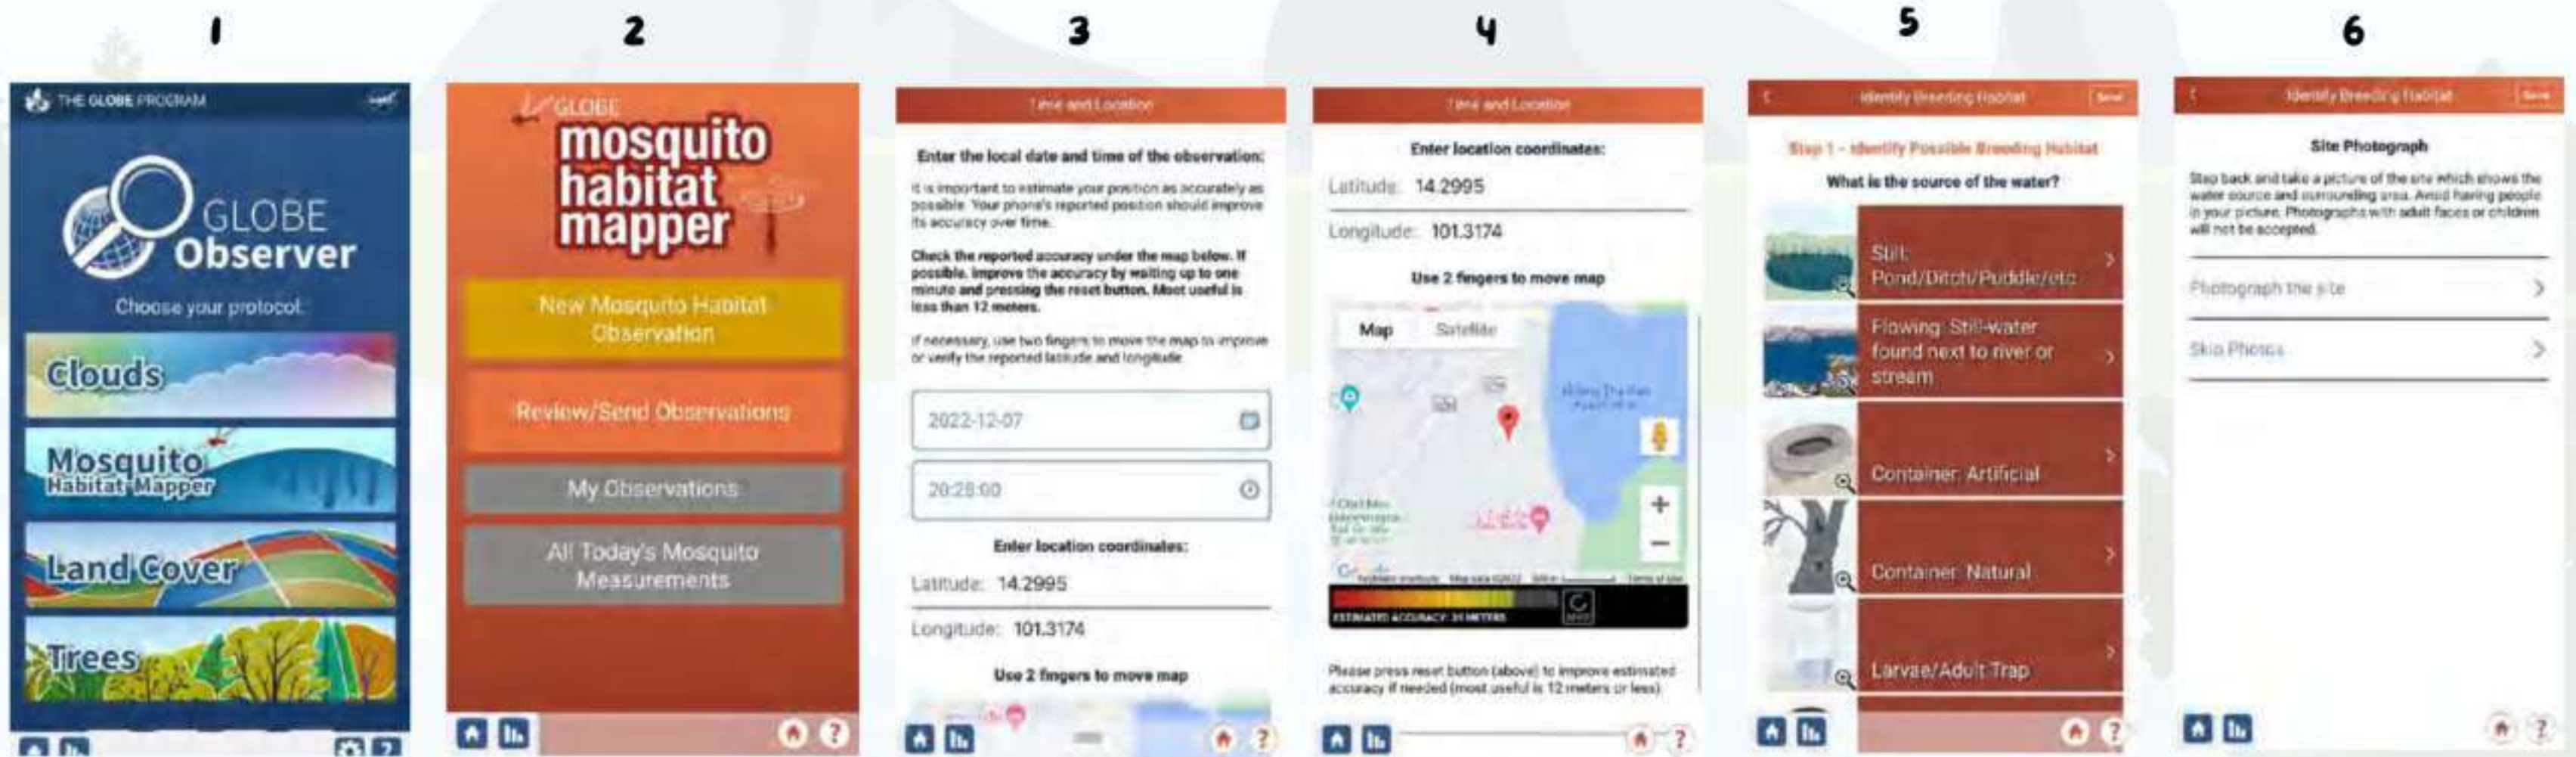 1
THE GLOBE PROGRAM
GLOBE
Observer
Choose your protocol:
Clouds
Mosquito
Habitat Mapper
Land Cover
Trees
2
GLOBE
mosquito
habitat
mapper
New Mosquito Habitat
Observation
Review/Send Observations
My Observations
All Today's Mosquito
Measurements
3
Time and Location
Enter the local date and time of the observation:
It is important to estimate your position as accurately as
possible. Your phone's reported position should improve
its accuracy over time.
Check the reported accuracy under the map below. If
possible, improve the accuracy by waiting up to one
minute and pressing the reset button. Most useful is
less than 12 meters.
If necessary, use two fingers to move the map to improve
or verify the reported latitude and longitude
2022-12-07
20:28:00
Enter location coordinates:
Latitude: 14.2995
Longitude: 101.3174
Use 2 fingers to move map
4
Time and Location
Enter location coordinates:
Latitude: 14.2995
Longitude: 101.3174
Use 2 fingers to move map
Map
Satellite
Google
ESTIMATED ACCURACY: 31 METERS
Please press reset button (above) to improve estimated
accuracy if needed (most useful is 12 meters or less)
5
Identify Breeding Habitat
Step 1 - Identify Possible Breeding Habitat
What is the source of the water?
Still:
Pond/Ditch/Puddle/etc
Flowing: Still-water
found next to river or
stream
Container: Artificial
Container: Natural
Larvae/Adult Trap
6
Identify Breeding Habitat
Save
Site Photograph
Step back and take a picture of the site which shows the
water source and surrounding area. Avoid having people
in your picture. Photographs with adult faces or children
will not be accepted.
Photograph the site
Skip Photos